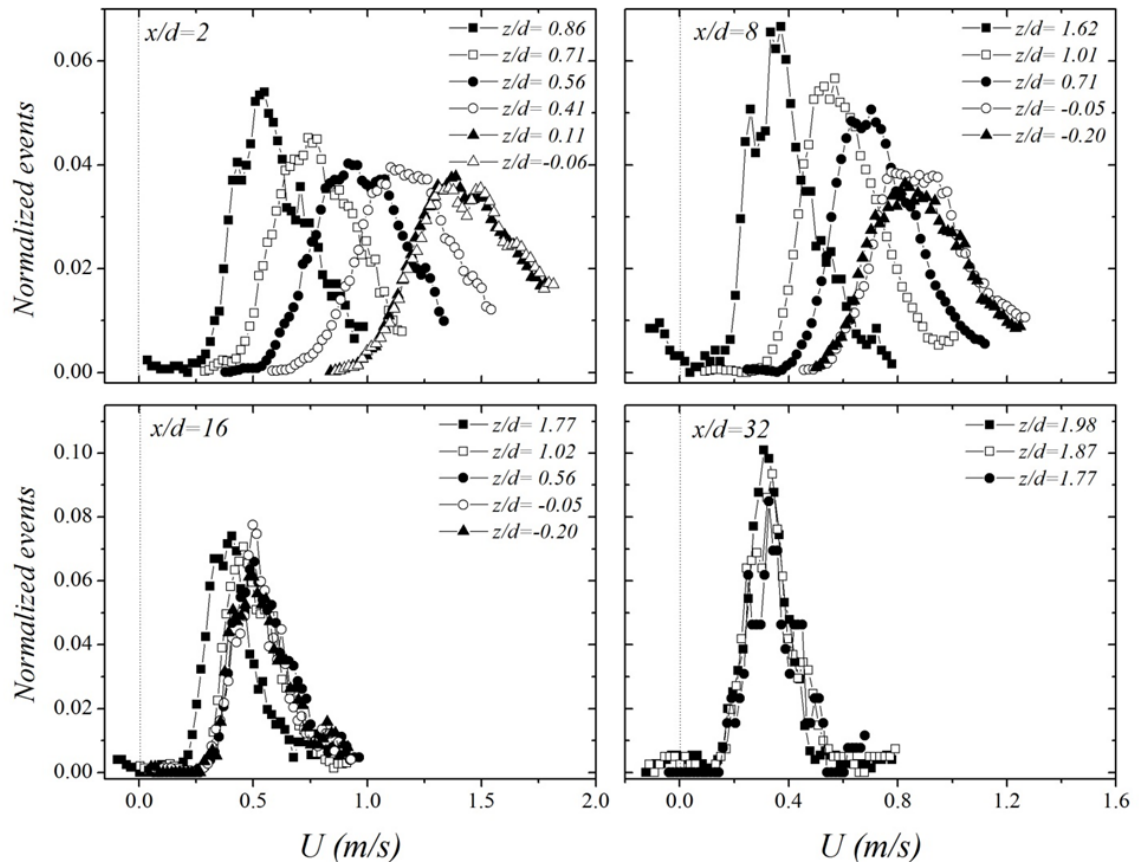 x/d=2
z/d= 0.86
z/d= 0.71
z/d= 0.56
z/d= 0.41
z/d= 0.11
z/d=-0.06
Normalized events
0.06
0.04
0.02
0.00
x/d=8
z/d= 1.62
z/d= 1.01
z/d= 0.71
z/d= -0.05
z/d= -0.20
x/d=16
z/d= 1.77
z/d= 1.02
z/d= 0.56
z/d= -0.05
z/d=-0.20
Normalized events
0.10
0.08
0.06
0.04
0.02
0.00
0.0 0.5 1.0 1.5 2.0
U (m/s)
x/d=32
z/d=1.98
z/d=1.87
z/d=1.77
0.0 0.4 0.8 1.2 1.6
U (m/s)